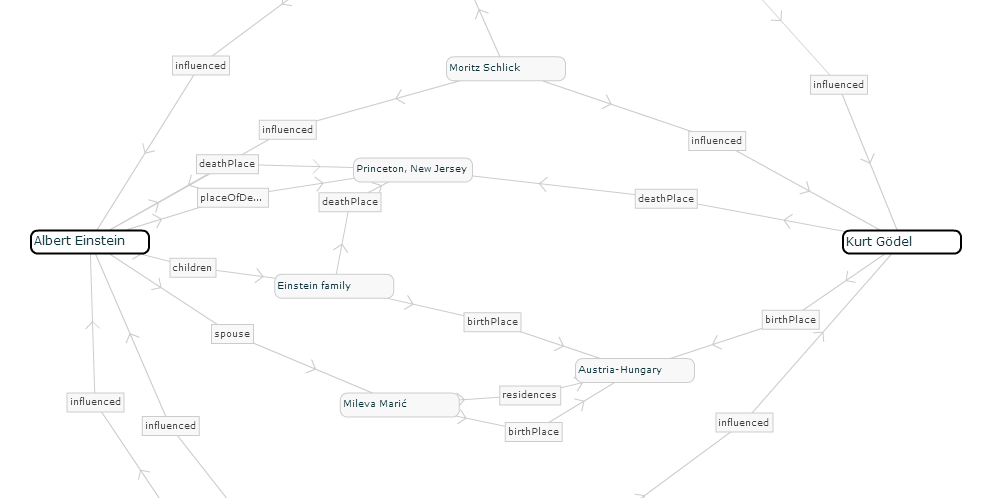 influenced
Moritz Schlick
influenced
influenced
influenced
deathPlace
Princeton, New Jersey
placeOfDe...
deathPlace
deathPlace
Albert Einstein
Kurt Gödel
children
Einstein family
birthPlace
birthPlace
spouse
Austria-Hungary
residences
influenced
Mileva Marić
influenced
influenced
birthPlace